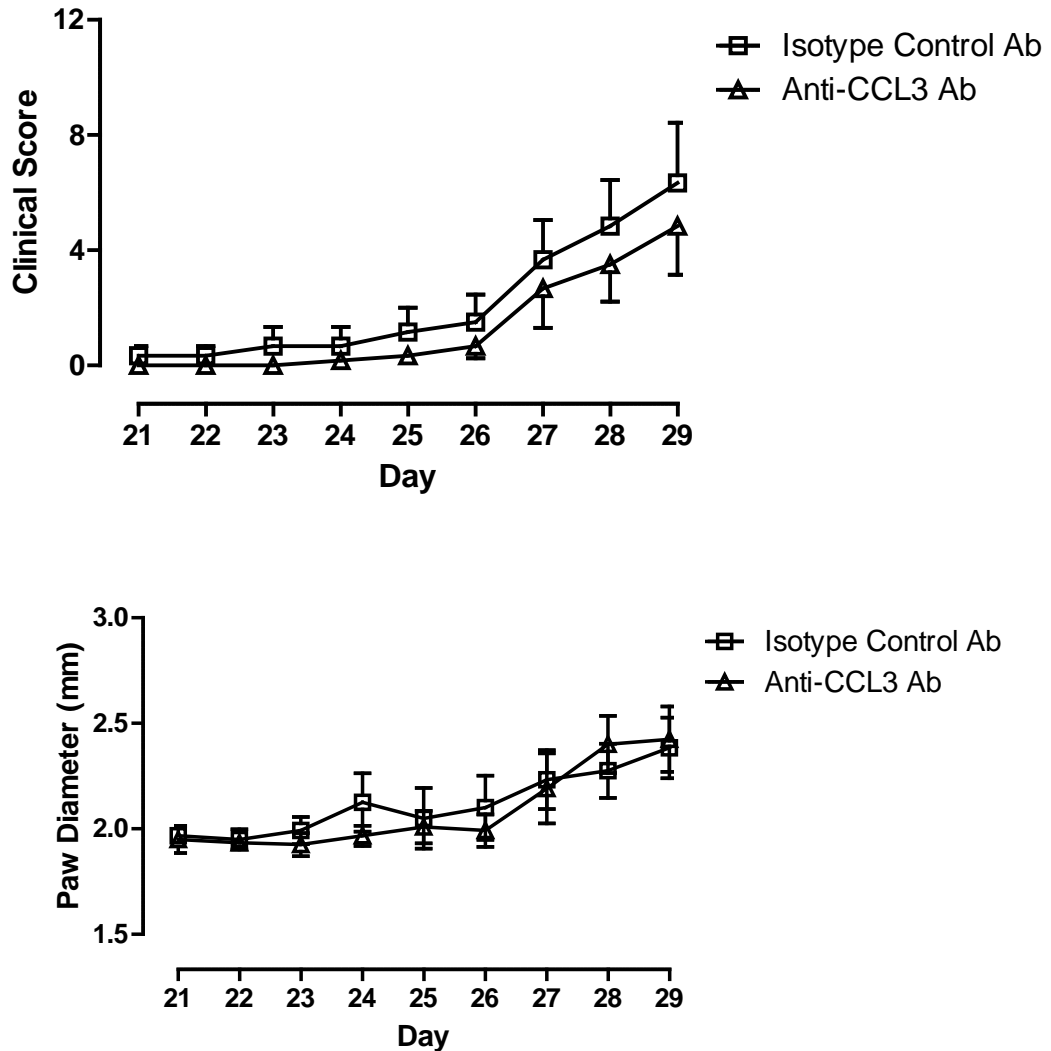 12
8
4
0
Clinical Score
Isotype Control Ab
Anti-CCL3 Ab
21 22 23 24 25 26 27 28 29
Day
3.0
2.5
2.0
1.5
Paw Diameter (mm)
Isotype Control Ab
Anti-CCL3 Ab
21 22 23 24 25 26 27 28 29
Day